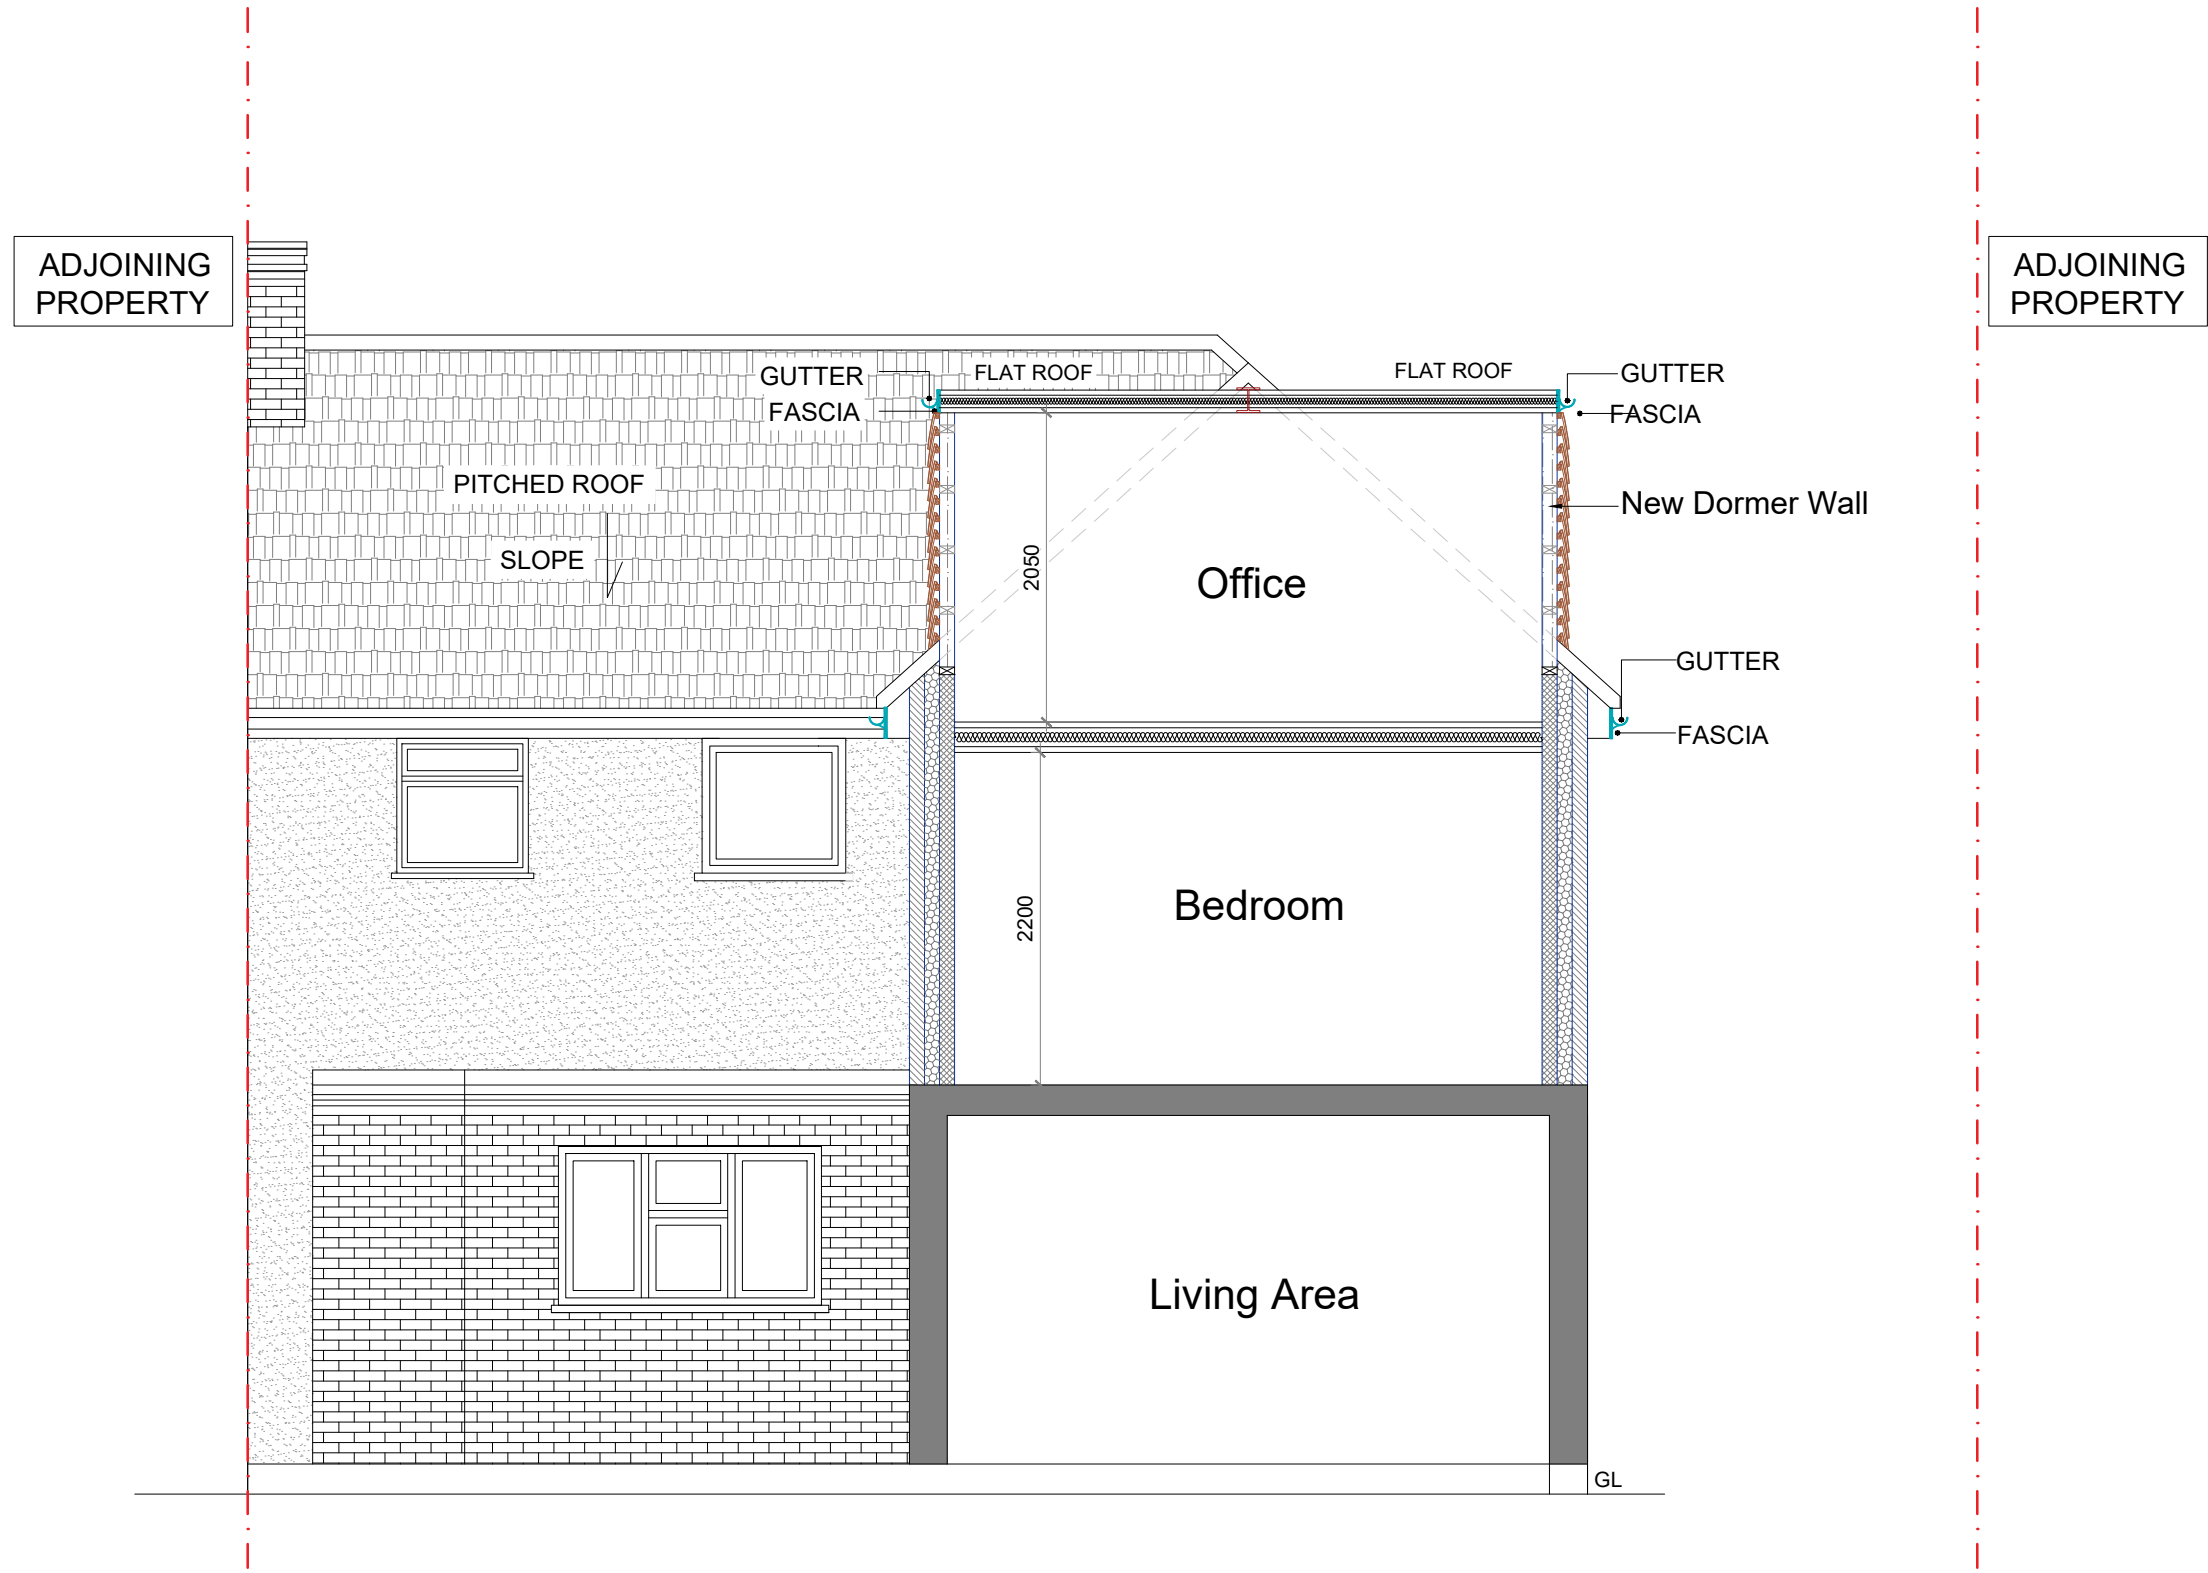 ADJOINING
PROPERTY
ADJOINING
PROPERTY
GUTTER
FLAT ROOF
FLAT ROOF
GUTTER
FASCIA
FASCIA
PITCHED ROOF
New Dormer Wall
SLOPE
2050
Office
GUTTER
FASCIA
2200
Bedroom
Living Area
GL